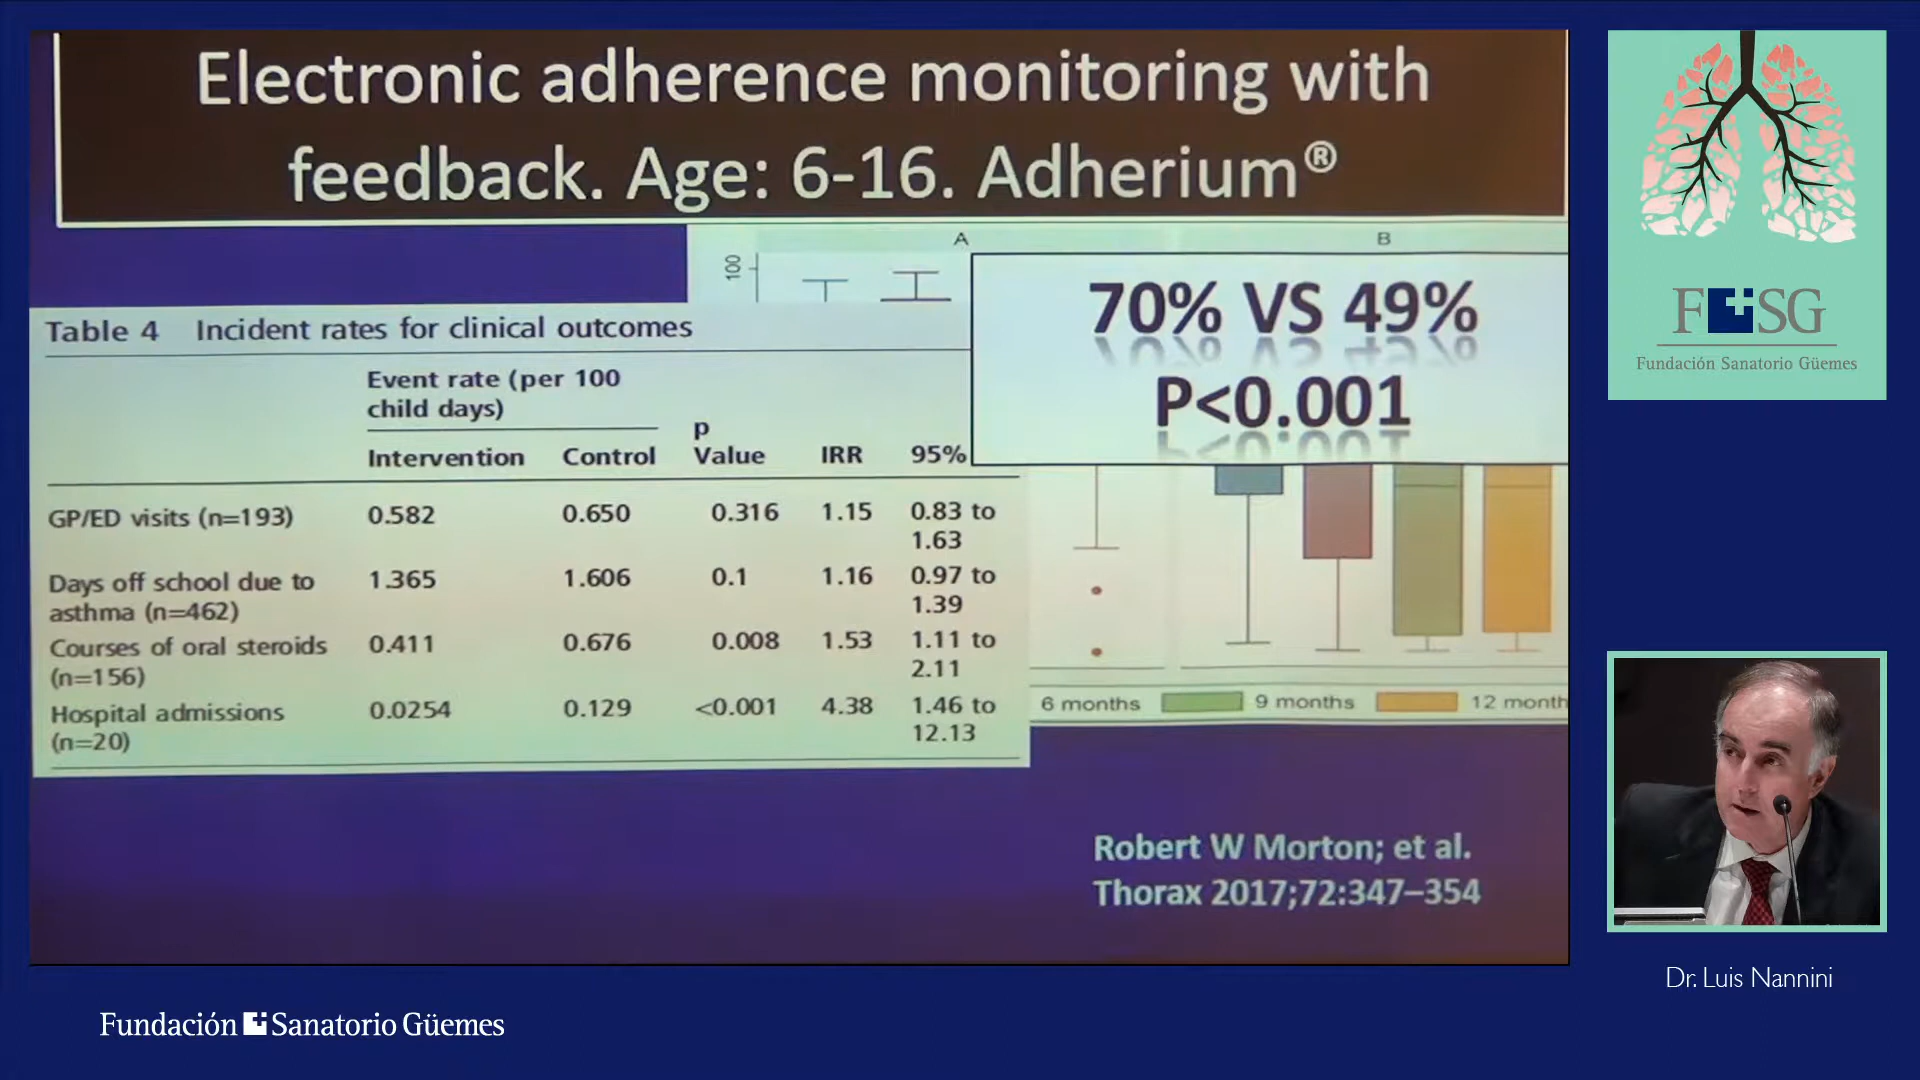 Electronic adherence monitoring with
feedback. Age: 6-16. Adherium®
A
B
100
70% VS 49%
P<0.001
Table 4 Incident rates for clinical outcomes
Event rate (per 100
child days)
p
Intervention Control Value IRR 95%
GP/ED visits (n=193) 0.582 0.650 0.316 1.15 0.83 to
1.63
Days off school due to 1.365 1.606 0.1 1.16 0.97 to
asthma (n=462) 1.39
Courses of oral steroids 0.411 0.676 0.008 1.53 1.11 to
(n=156) 2.11
Hospital admissions 0.0254 0.129 <0.001 4.38 1.46 to
(n=20) 12.13
6 months 9 months 12 month
Robert W Morton; et al.
Thorax 2017;72:347–354
FSG
Fundación Sanatorio Güemes
Dr. Luis Nannini
Fundación Sanatorio Güemes